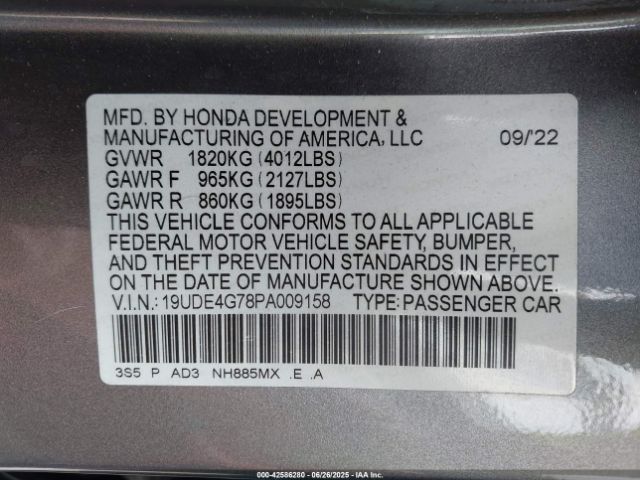 MFD. BY HONDA DEVELOPMENT &
MANUFACTURING OF AMERICA, LLC 09/22
GVWR 1820KG (4012LBS)
GAWR F 965KG (2127LBS)
GAWR R 860KG (1895LBS)
THIS VEHICLE CONFORMS TO ALL APPLICABLE
FEDERAL MOTOR VEHICLE SAFETY, BUMPER,
AND THEFT PREVENTION STANDARDS IN EFFECT
ON THE DATE OF MANUFACTURE SHOWN ABOVE.
V.I.N.: 19UDE4G78PA009158 TYPE: PASSENGER CAR
3S5 P AD3 NH885MX .E .A
000-42586280 - 06/26/2025 - IAAI.COM